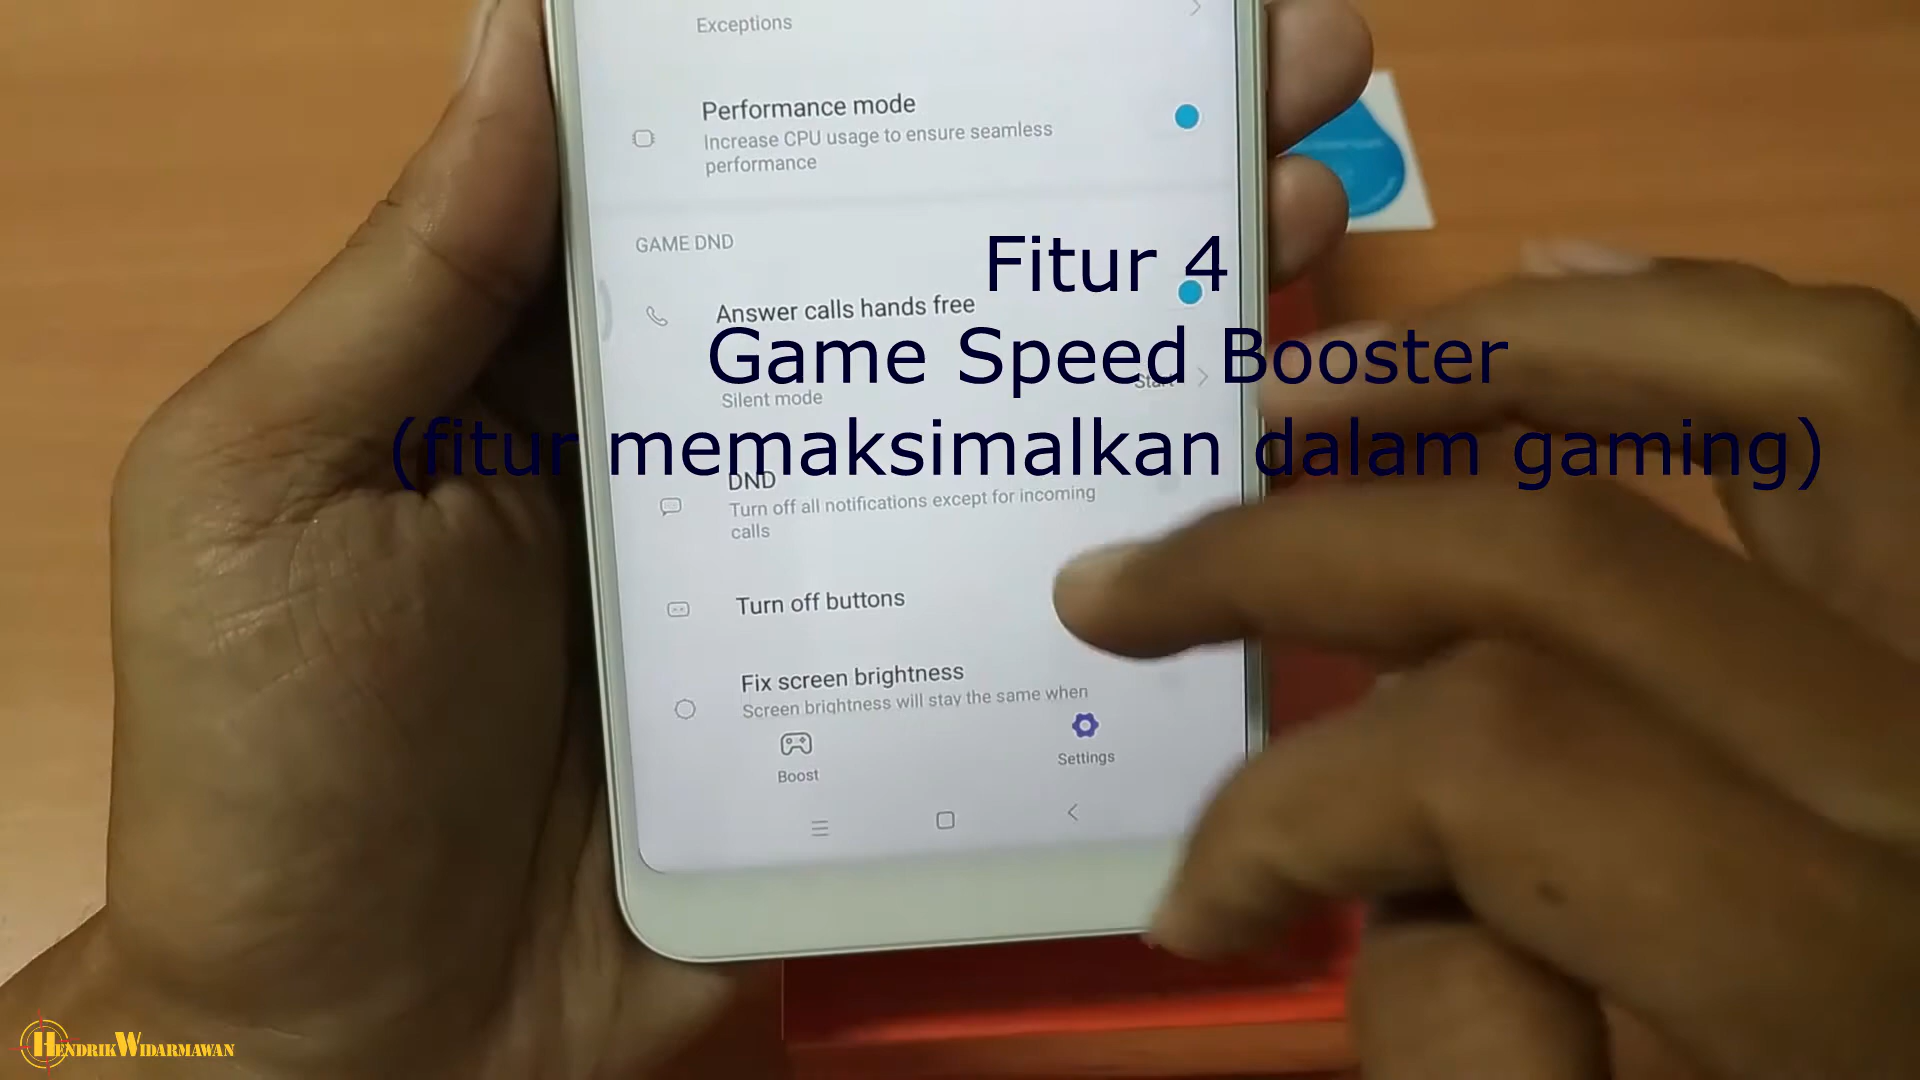 Exceptions
Performance mode
Increase CPU usage to ensure seamless
performance
GAME DND
Fitur 4
Answer calls hands free
Game Speed Booster
Start
Silent mode
(fitur memaksimalkan dalam gaming)
DND
Turn off all notifications except for incoming
calls
Turn off buttons
Fix screen brightness
Screen brightness will stay the same when
Boost
Settings
HENDRIKWIDARMAWAN